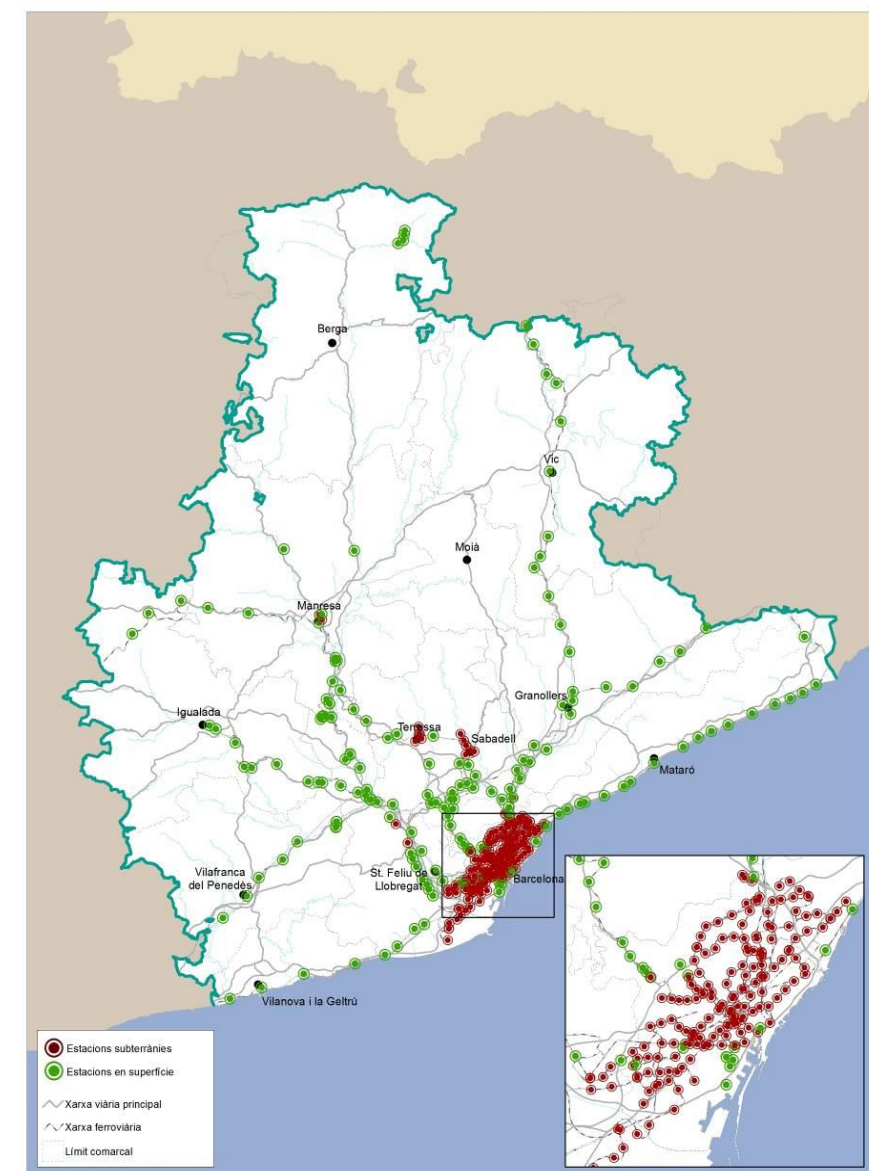 Berga
Vic
Moià
Manresa
Granollers
Igualada
Terrassa
Sabadell
Mataró
Vilafranca
del Penedès
St. Feliu de
Llobregat
Barcelona
Vilanova i la Geltrú
Estacions subterrànies
Estacions en superfície
Xarxa viària principal
Xarxa ferroviària
Límit comarcal